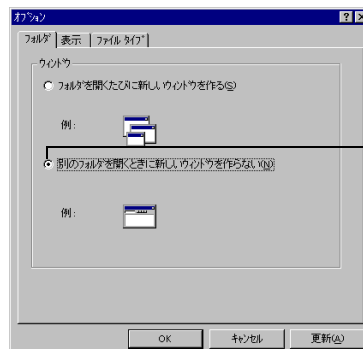 ｵﾌﾟｼｮﾝ
ﾌｫﾙﾀﾞ 表示 ﾌｧｲﾙ ﾀｲﾌﾟ
ｳｨﾝﾄﾞｳ
ﾌｫﾙﾀﾞを開くたびに新しいｳｨﾝﾄﾞｳを作る(S)
例:
別のﾌｫﾙﾀﾞを開くときに新しいｳｨﾝﾄﾞｳを作らない(N)
例:
OK ｷｬﾝｾﾙ 更新(A)